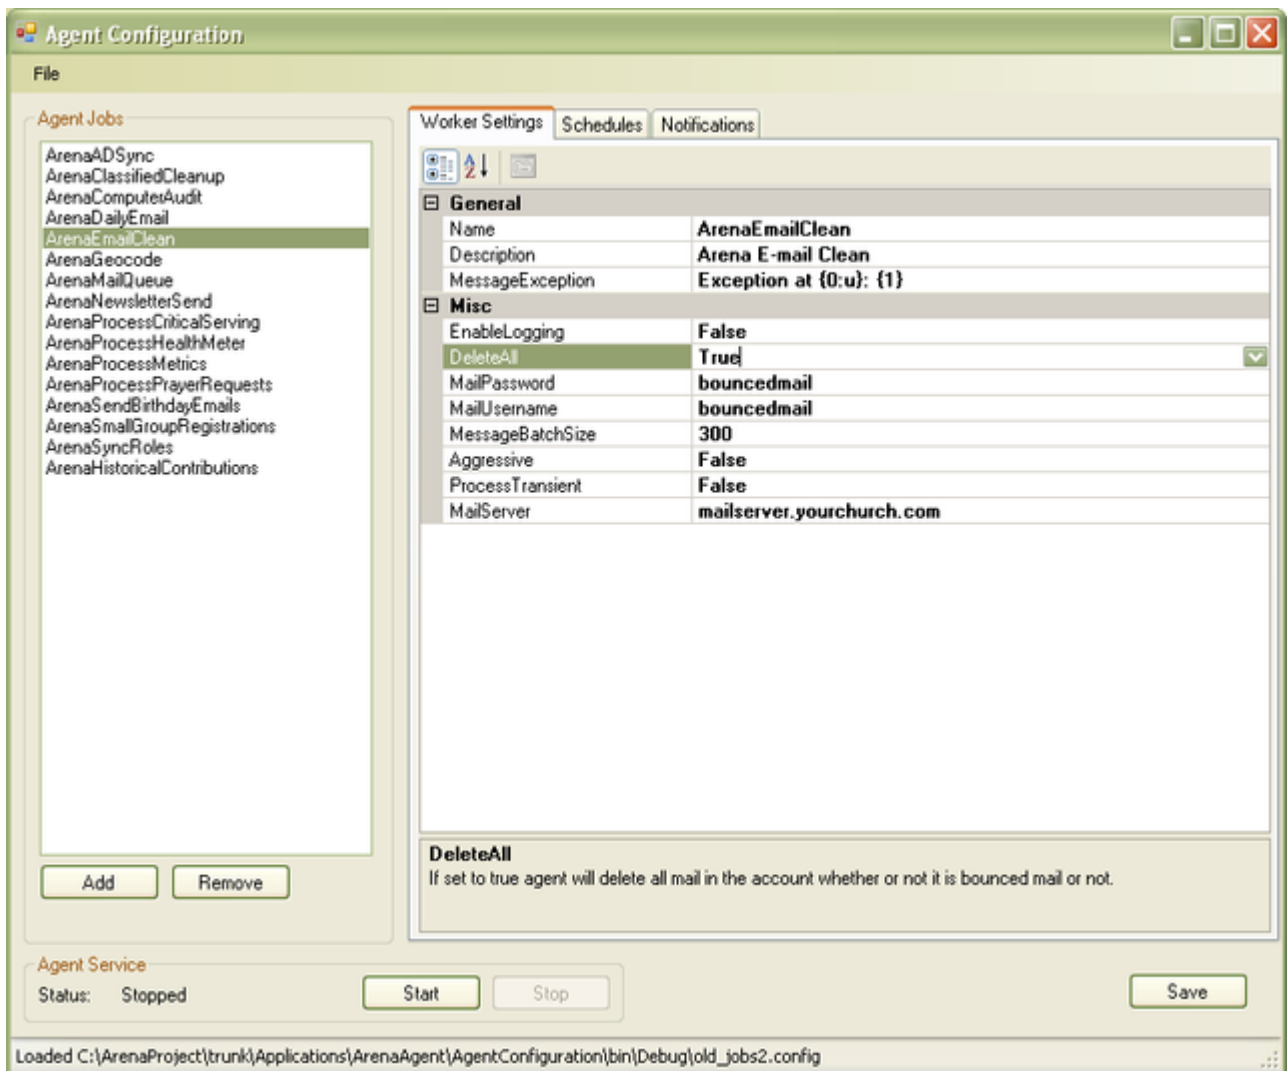 Agent Configuration
File
Agent Jobs
ArenaADSync
ArenaClassifiedCleanup
ArenaComputerAudit
ArenaDailyEmail
ArenaEmailClean
ArenaGeocode
ArenaMailQueue
ArenaNewsletterSend
ArenaProcessCriticalServing
ArenaProcessHealthMeter
ArenaProcessMetrics
ArenaProcessPrayerRequests
ArenaSendBirthdayEmails
ArenaSmallGroupRegistrations
ArenaSyncRoles
ArenaHistoricalContributions
Add Remove
Worker Settings Schedules Notifications
General
Name ArenaEmailClean
Description Arena E-mail Clean
MessageException Exception at {0:u}: {1}
Misc
EnableLogging False
DeleteAll True
MailPassword bouncedmail
MailUsername bouncedmail
MessageBatchSize 300
Aggressive False
ProcessTransient False
MailServer mailserver.yourchurch.com
DeleteAll
If set to true agent will delete all mail in the account whether or not it is bounced mail or not.
Agent Service
Status: Stopped Start Stop Save
Loaded C:\ArenaProject\trunk\Applications\ArenaAgent\AgentConfiguration\bin\Debug\old_jobs2.config